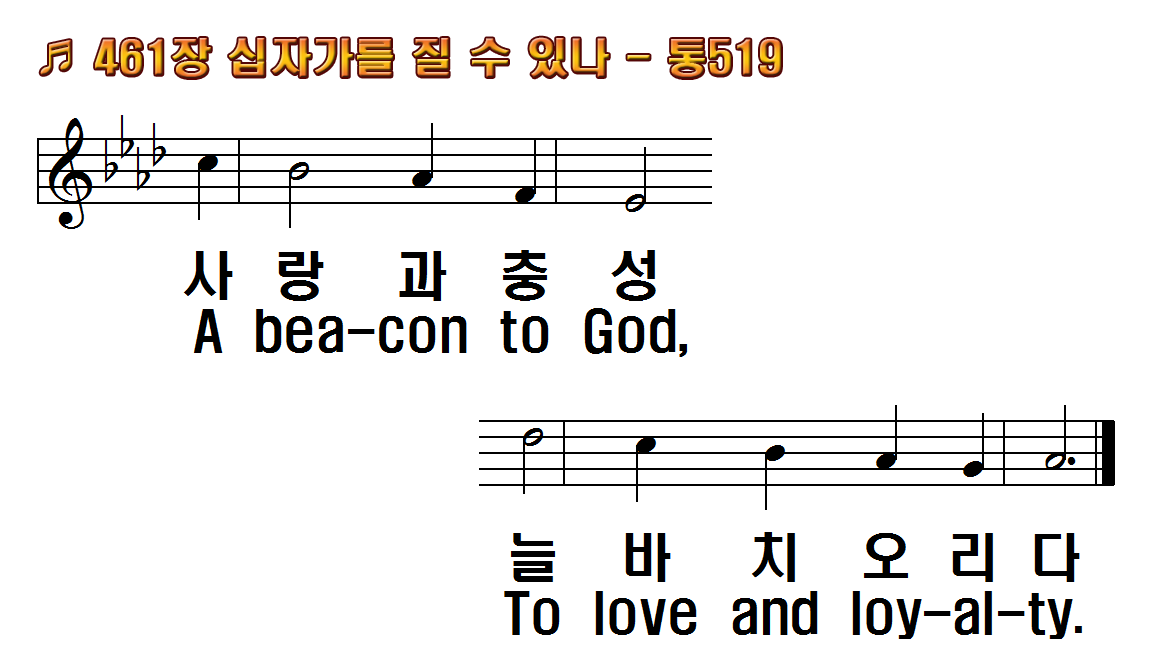 ♬ 461장 십자가를 질 수 있나 - 통519
사 랑 과 충 성
A bea-con to God,
늘 바 치 오 리 다
To love and loy-al-ty.